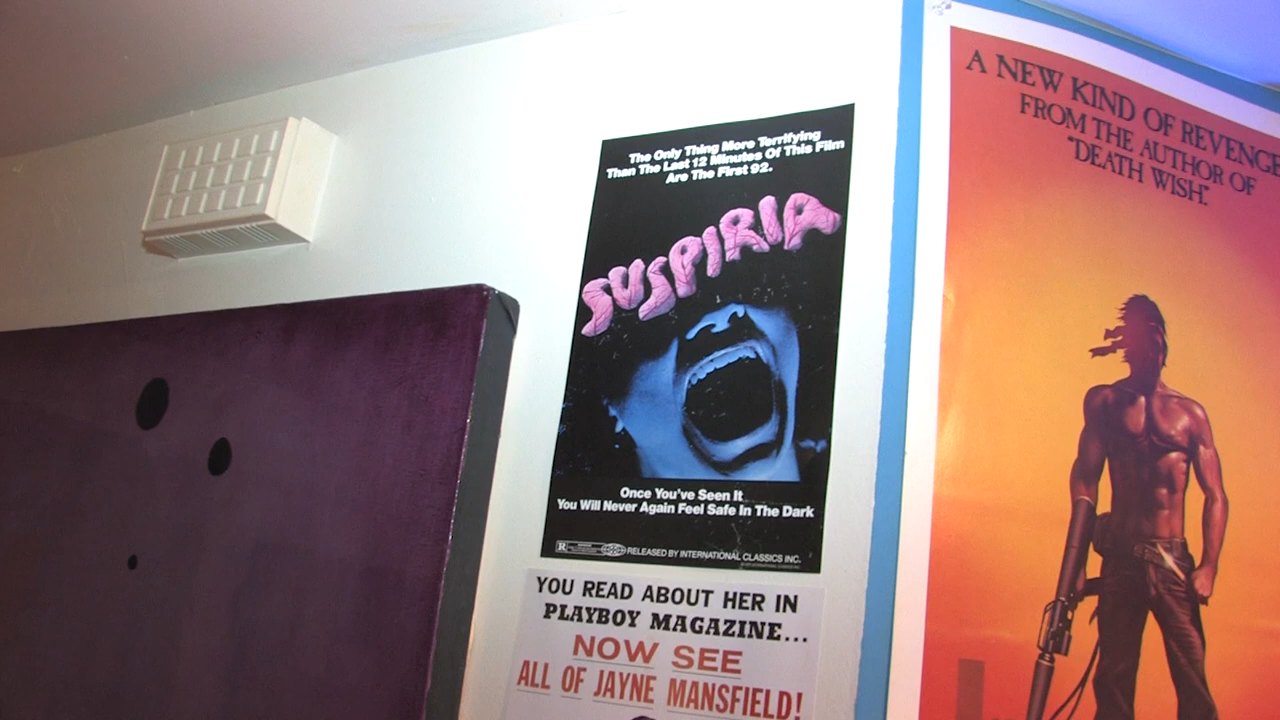 The Only Thing More Terrifying
Than The Last 12 Minutes Of This Film
Are The First 92.
SUSPIRIA
Once You've Seen It
You Will Never Again Feel Safe In The Dark
R
RELEASED BY INTERNATIONAL CLASSICS INC.
YOU READ ABOUT HER IN
PLAYBOY MAGAZINE...
NOW SEE
ALL OF JAYNE MANSFIELD!
A NEW KIND OF REVENGE
FROM THE AUTHOR OF
"DEATH WISH."